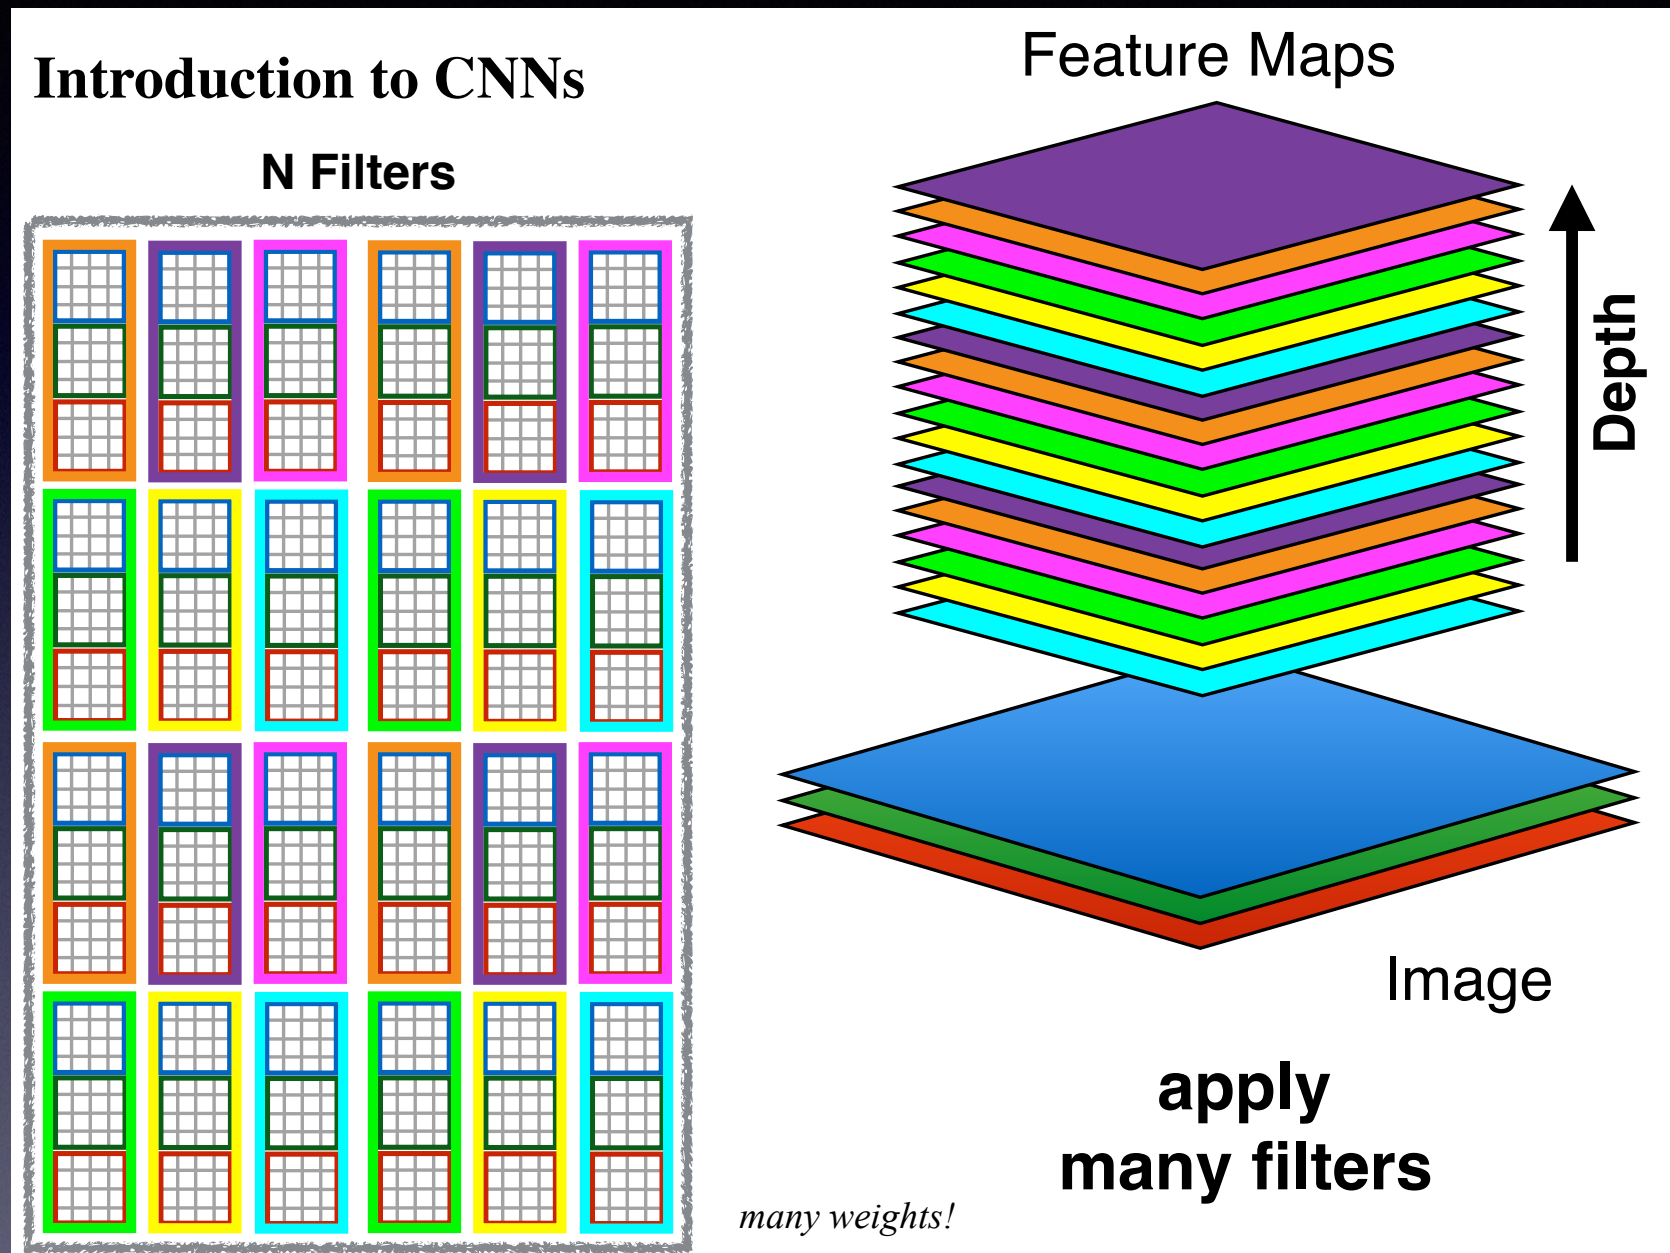 Introduction to CNNs
N Filters
Feature Maps
Depth
Image
apply
many filters
many weights!